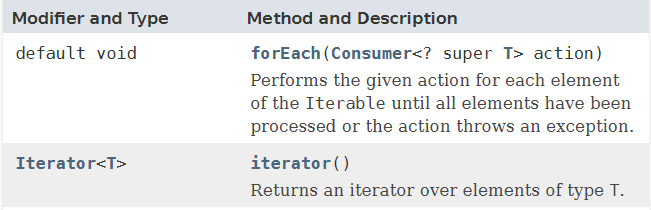 Modifier and Type Method and Description
default void forEach(Consumer<? super T> action)
Performs the given action for each element
of the Iterable until all elements have been
processed or the action throws an exception.
Iterator<T> iterator()
Returns an iterator over elements of type T.